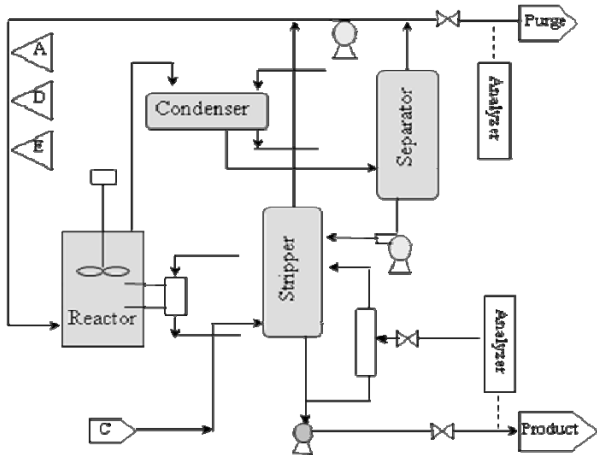 Purge
A
D
E
Condenser
Separator
Analyzer
Stripper
Reactor
Analyzer
C
Product